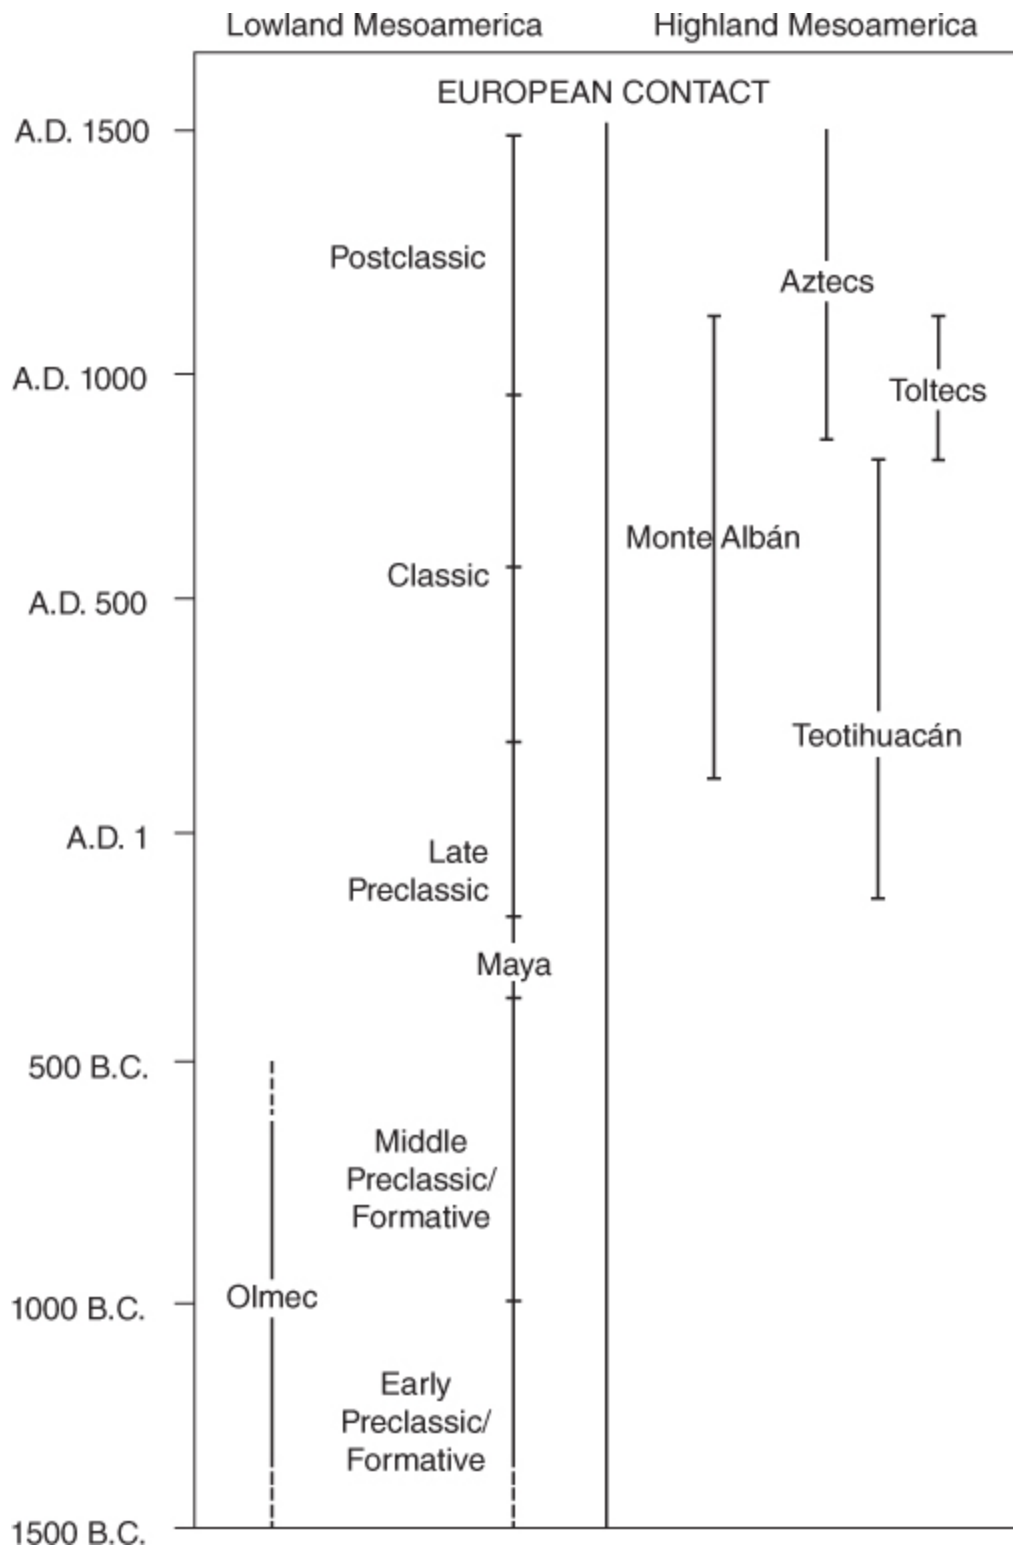 Lowland Mesoamerica
Highland Mesoamerica
EUROPEAN CONTACT
A.D. 1500
Postclassic
Aztecs
A.D. 1000
Toltecs
Monte Albán
Classic
A.D. 500
Teotihuacán
A.D. 1
Late
Preclassic
Maya
500 B.C.
Middle
Preclassic/
Formative
Olmec
1000 B.C.
Early
Preclassic/
Formative
1500 B.C.